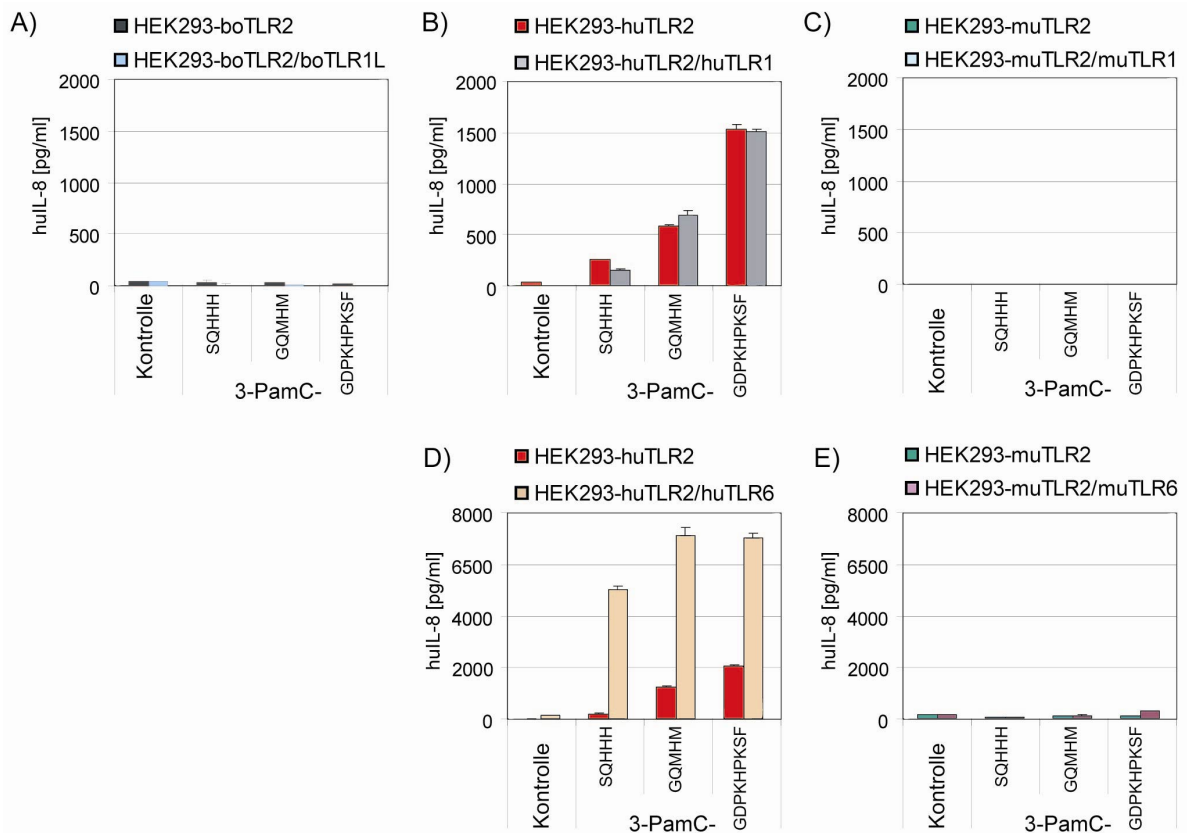 A)
HEK293-boTLR2
HEK293-boTLR2/boTLR1L
huIL-8 [pg/ml]
2000
1500
1000
500
0
Kontrolle
SQHHH
GQMHM
GDPKHPKSF
3-PamC-
B)
HEK293-huTLR2
HEK293-huTLR2/huTLR1
huIL-8 [pg/ml]
2000
1500
1000
500
0
Kontrolle
SQHHH
GQMHM
GDPKHPKSF
3-PamC-
C)
HEK293-muTLR2
HEK293-muTLR2/muTLR1
huIL-8 [pg/ml]
2000
1500
1000
500
0
Kontrolle
SQHHH
GQMHM
GDPKHPKSF
3-PamC-
D)
HEK293-huTLR2
HEK293-huTLR2/huTLR6
huIL-8 [pg/ml]
8000
6500
4000
2000
0
Kontrolle
SQHHH
GQMHM
GDPKHPKSF
3-PamC-
E)
HEK293-muTLR2
HEK293-muTLR2/muTLR6
huIL-8 [pg/ml]
8000
6500
4000
2000
0
Kontrolle
SQHHH
GQMHM
GDPKHPKSF
3-PamC-